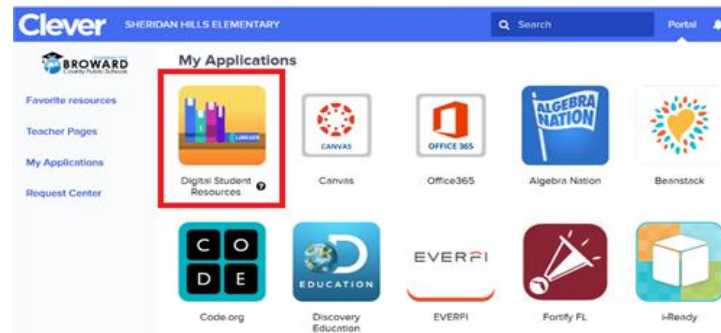 Clever
SHERIDAN HILLS ELEMENTARY
Search
Portal
BROWARD
County Public Schools
My Applications
Favorite resources
Teacher Pages
My Applications
Request Center
LIBRARY
CANVAS
OFFICE 365
ALGEBRA
NATION
Digital Student
Resources
Canvas
Office365
Algebra Nation
Beanstack
CO
DE
EDUCATION
EVERFI
Code.org
Discovery
Education
EVERFI
Fortify FL
i-Ready